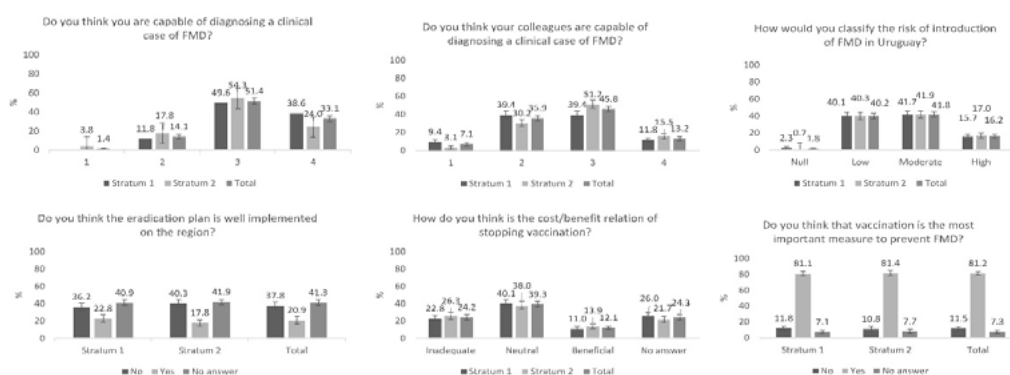 Do you think you are capable of diagnosing a clinical
case of FMD?
100
80
60
40
20
0
%
3.8
1.4
11.8
17.8
14.1
49.6
54.3
51.4
38.6
24.0
33.1
1
2
3
4
Stratum 1
Stratum 2
Total
Do you think your colleagues are capable of
diagnosing a clinical case of FMD?
100
80
60
40
20
0
%
9.4
3.1
7.1
39.4
30.2
35.9
39.4
51.2
45.8
11.8
15.5
13.2
1
2
3
4
Stratum 1
Stratum 2
Total
How would you classify the risk of introduction
of FMD in Uruguay?
100
80
60
40
20
0
%
2.3
0.7
1.8
40.1
40.3
40.2
41.7
41.9
41.8
15.7
17.0
16.2
Null
Low
Moderate
High
Stratum 1
Stratum 2
Total
Do you think the eradication plan is well implemented
on the region?
100
80
60
40
20
0
%
36.2
22.8
40.9
40.3
17.8
41.9
37.8
20.9
41.3
Stratum 1
Stratum 2
Total
No
Yes
No answer
How do you think is the cost/benefit relation of
stopping vaccination?
100
80
60
40
20
0
%
22.8
26.3
24.2
40.1
38.0
39.3
11.0
13.9
12.1
26.0
21.7
24.3
Inadequate
Neutral
Beneficial
No answer
Stratum 1
Stratum 2
Total
Do you think that vaccination is the most
important measure to prevent FMD?
100
80
60
40
20
0
%
11.8
81.1
7.1
10.8
81.4
7.7
11.5
81.2
7.3
Stratum 1
Stratum 2
Total
No
Yes
No answer